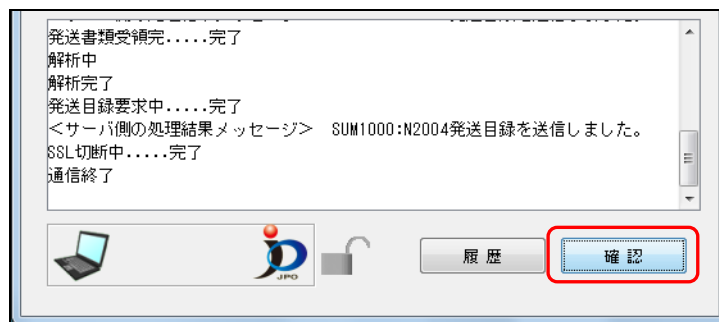 発送書類受領完.....完了
解析中
解析完了
発送目録要求中.....完了
<サーバ側の処理結果メッセージ> SUM1000:N2004発送目録を送信しました。
SSL切断中.....完了
通信終了
JPO
履歴
確認